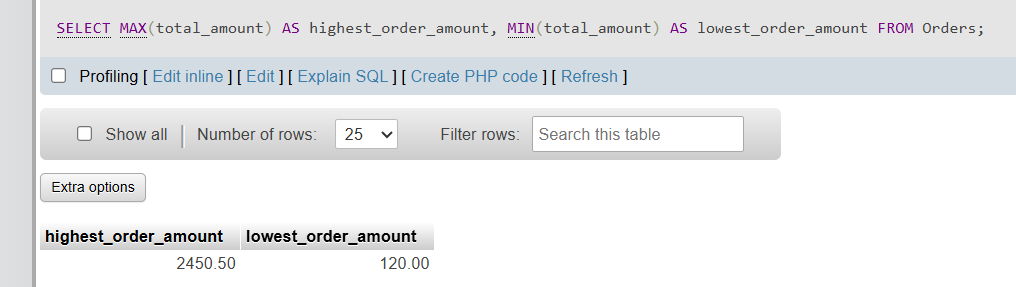 SELECT MAX(total_amount) AS highest_order_amount, MIN(total_amount) AS lowest_order_amount FROM Orders;
Profiling [ Edit inline ] [ Edit ] [ Explain SQL ] [ Create PHP code ] [ Refresh ]
Show all Number of rows: 25 Filter rows: Search this table
Extra options
highest_order_amount lowest_order_amount
2450.50 120.00